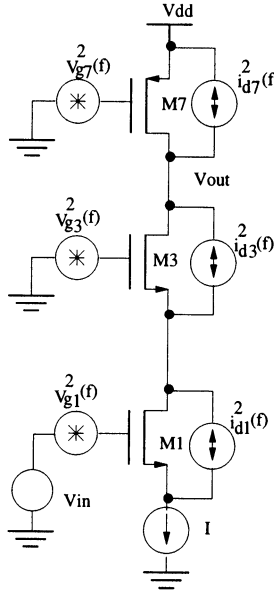 Vdd
V²g7(f)
M7
i²d7(f
Vout
V²g3(f)
M3
i²d3(f)
V²g1(f)
M1
i²d1(f)
Vin
I